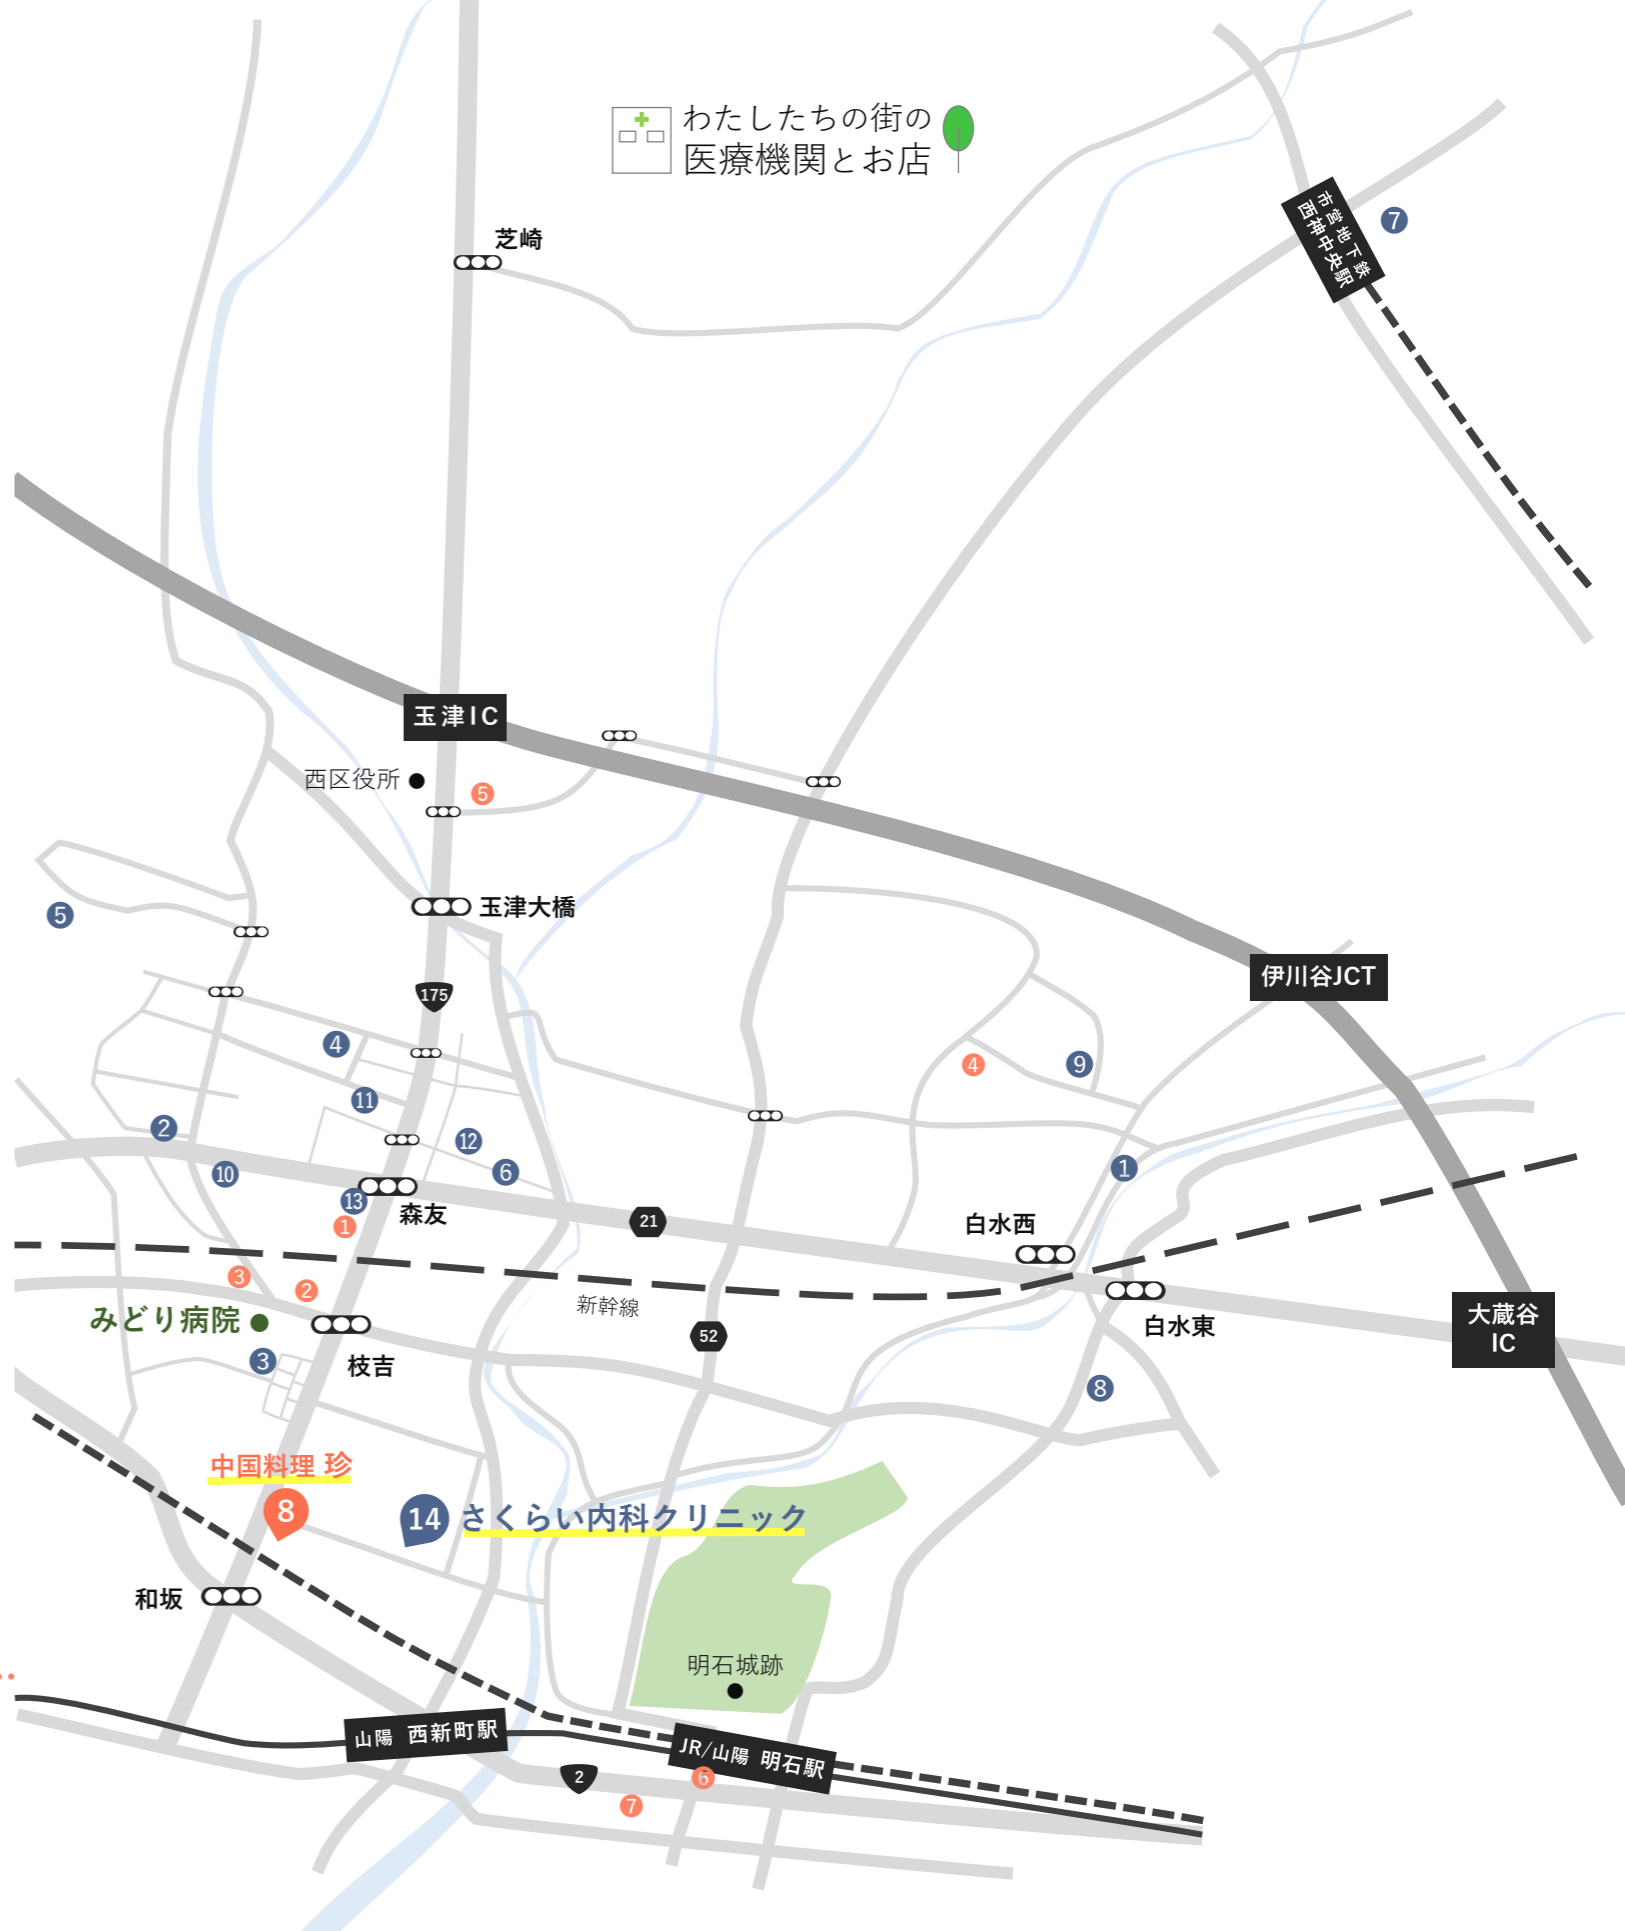 わたしたちの街の
医療機関とお店
市営地下鉄
西神中央駅
7
芝崎
玉津IC
西区役所
5
玉津大橋
5
伊川谷JCT
175
4
4
9
11
2
12
10
6
1
13
森友
1
21
白水西
3
2
新幹線
みどり病院
白水東
大蔵谷
IC
52
3
枝吉
8
中国料理 珍
8
14 さくらい内科クリニック
和坂
明石城跡
山陽 西新町駅
JR/山陽 明石駅
2
6
7